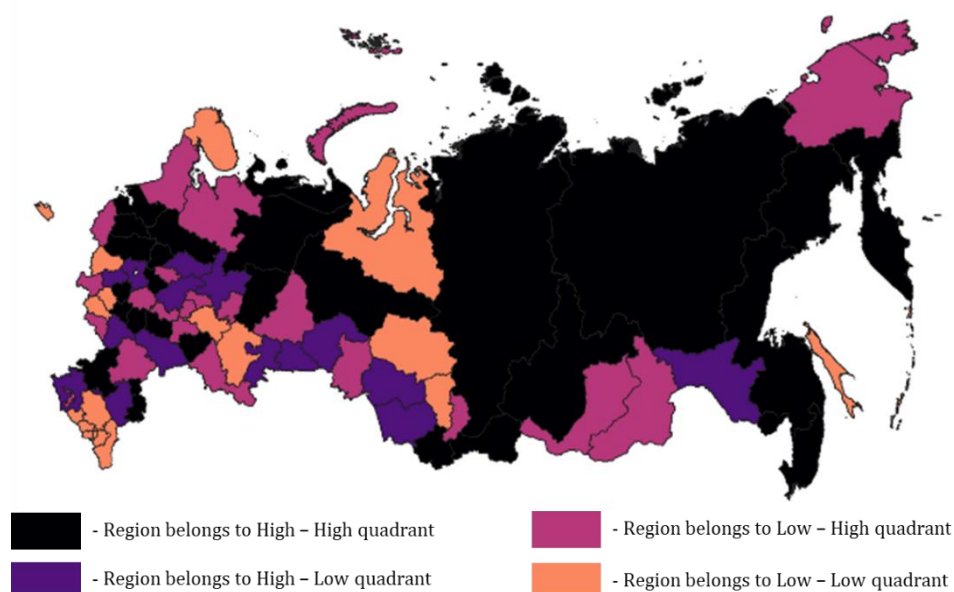 - Region belongs to High – High quadrant
- Region belongs to Low – High quadrant
- Region belongs to High – Low quadrant
- Region belongs to Low – Low quadrant